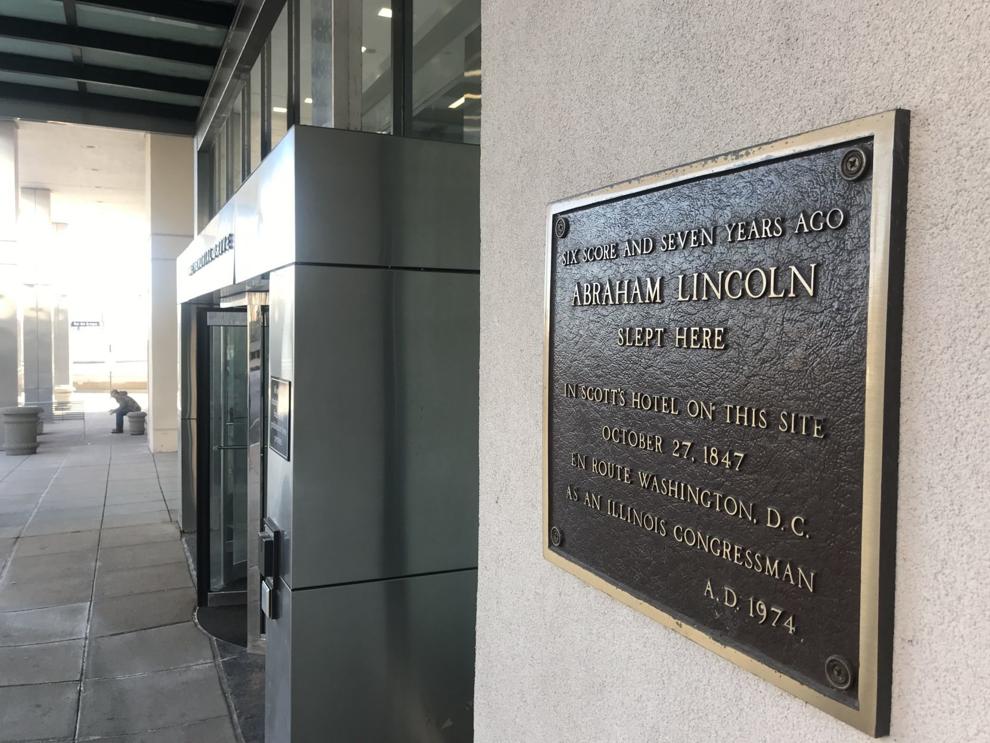 SIX SCORE AND SEVEN YEARS AGO
ABRAHAM LINCOLN
SLEPT HERE
IN SCOTT'S HOTEL ON THIS SITE
OCTOBER 27, 1847
EN ROUTE WASHINGTON, D.C.
AS AN ILLINOIS CONGRESSMAN
A.D. 1974.